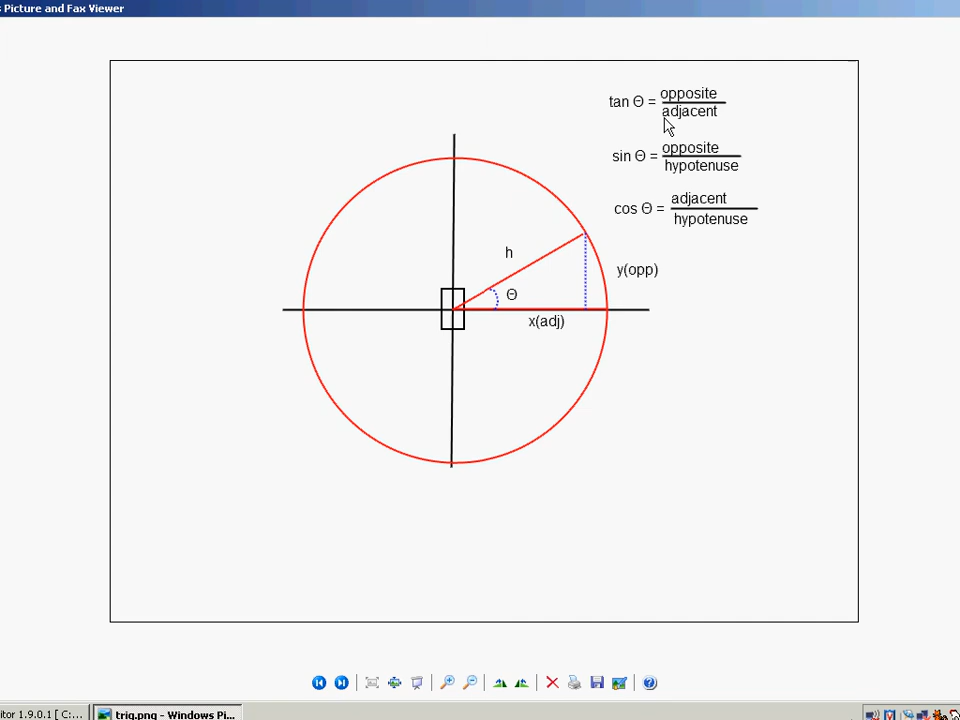 Picture and Fax Viewer
tan Θ = opposite
adjacent
sin Θ = opposite
hypotenuse
cos Θ = adjacent
hypotenuse
h
y(opp)
Θ
x(adj)
itor 1.9.0.1 [ C:...
trig.png - Windows Pi...